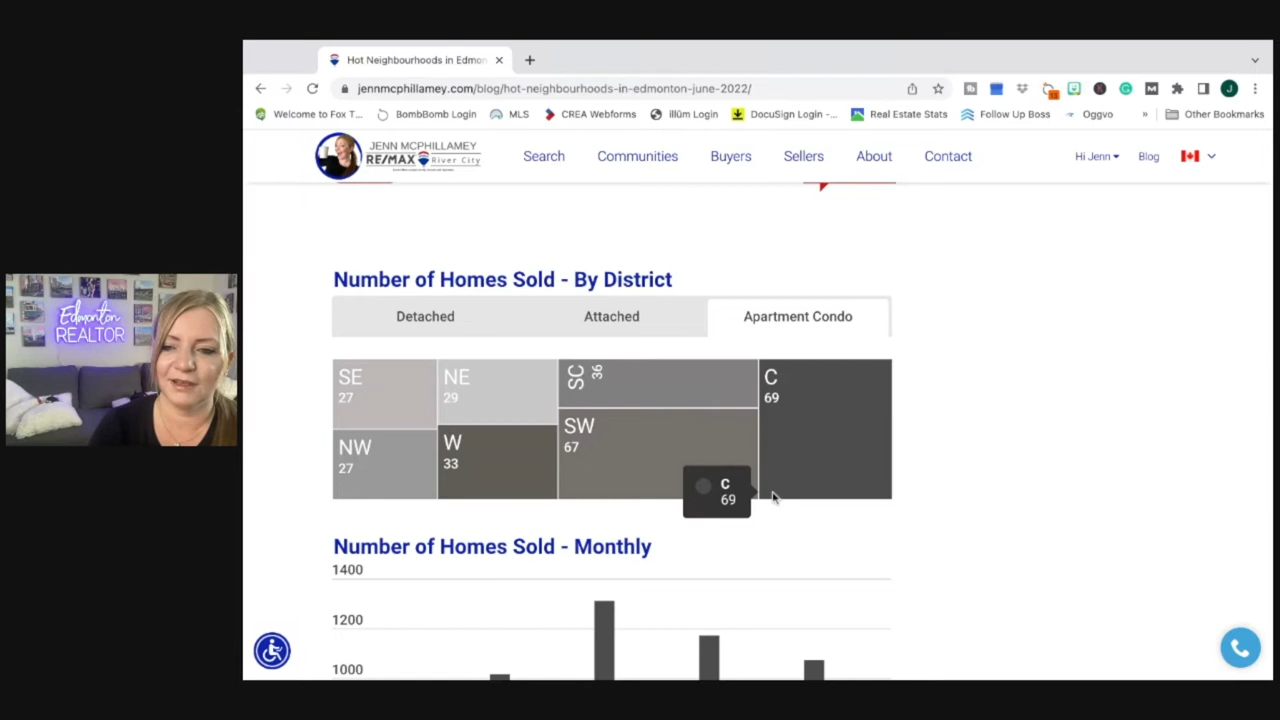 Hot Neighbourhoods in Edmon
jennmcphillamey.com/blog/hot-neighbourhoods-in-edmonton-june-2022/
Welcome to Fox T... BombBomb Login MLS CREA Webforms illüm Login DocuSign Login -... Real Estate Stats Follow Up Boss Oggvo » Other Bookmarks
JENN MCPHILLAMEY
RE/MAX River City
Search Communities Buyers Sellers About Contact Hi Jenn Blog
Edmonton
REALTOR
Number of Homes Sold - By District
Detached Attached Apartment Condo
SE
27
NE
29
SC
36
C
69
NW
27
W
33
SW
67
C
69
Number of Homes Sold - Monthly
1400
1200
1000